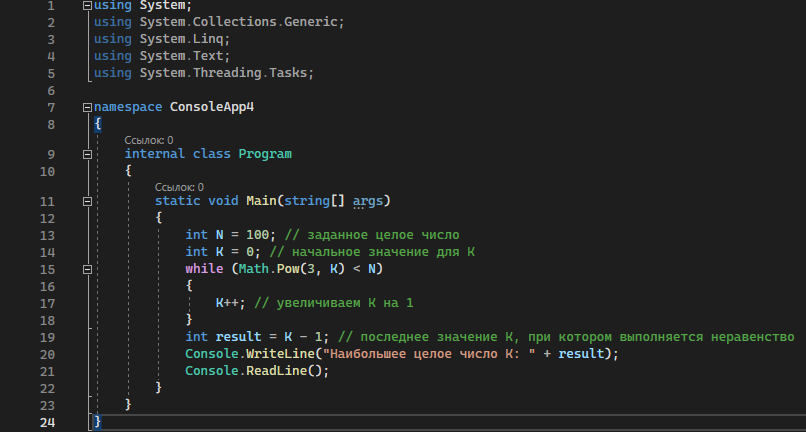 1 using System;
2 using System.Collections.Generic;
3 using System.Linq;
4 using System.Text;
5 using System.Threading.Tasks;
6
7 namespace ConsoleApp4
8 {
Ссылок: 0
9 internal class Program
10 {
Ссылок: 0
11 static void Main(string[] args)
12 {
13 int N = 100; // заданное целое число
14 int K = 0; // начальное значение для К
15 while (Math.Pow(3, K) < N)
16 {
17 K++; // увеличиваем К на 1
18 }
19 int result = K - 1; // последнее значение К, при котором выполняется неравенство
20 Console.WriteLine("Наибольшее целое число К: " + result);
21 Console.ReadLine();
22 }
23 }
24 }